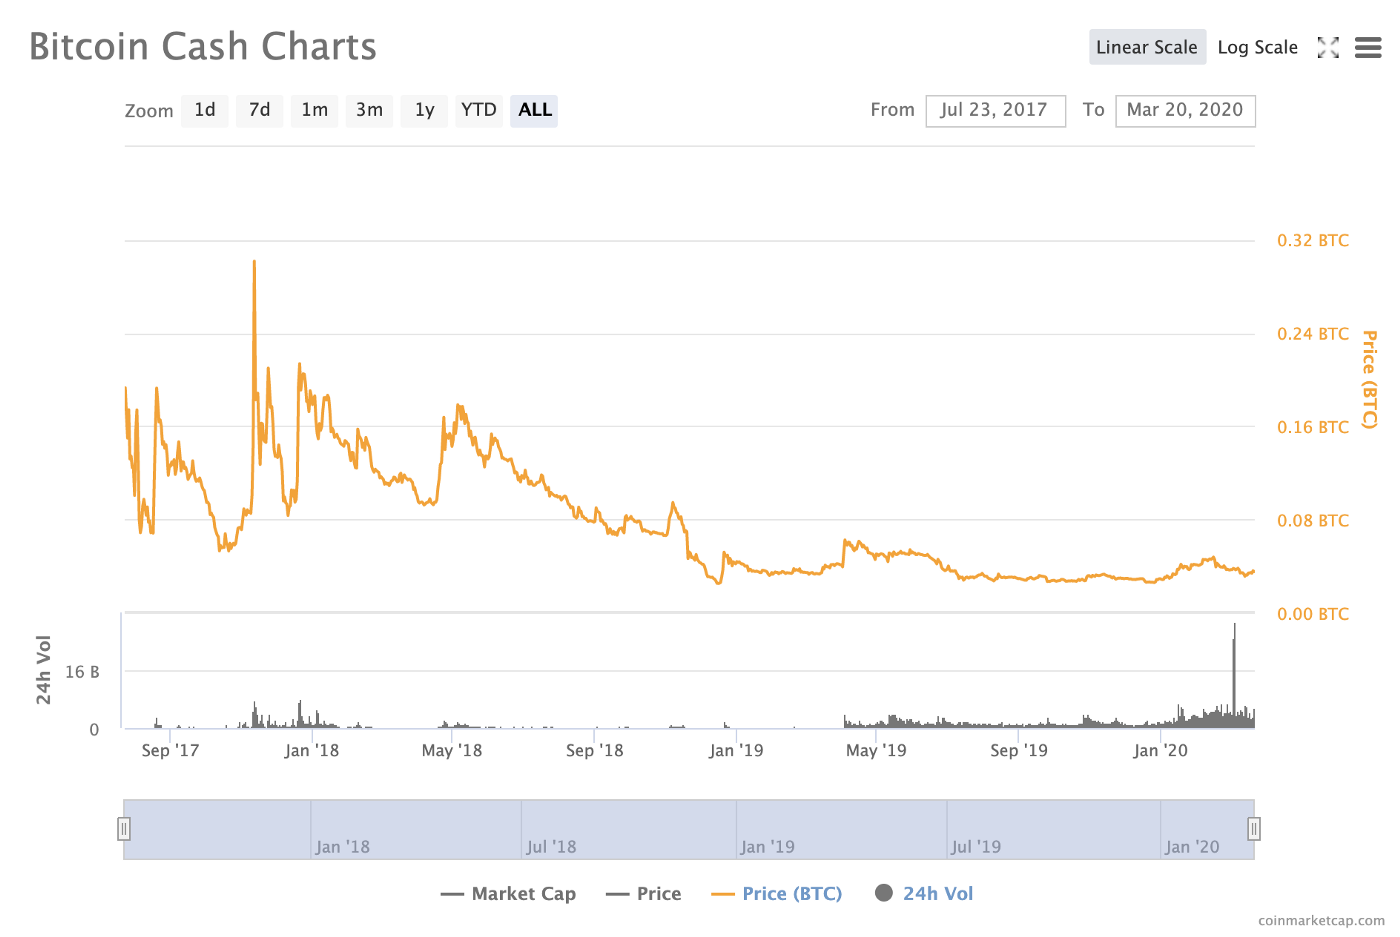 Bitcoin Cash Charts
Linear Scale Log Scale
Zoom 1d 7d 1m 3m 1y YTD ALL From Jul 23, 2017 To Mar 20, 2020
0.32 BTC
0.24 BTC
0.16 BTC
0.08 BTC
0.00 BTC
Price (BTC)
24h Vol
16 B
0
Sep '17 Jan '18 May '18 Sep '18 Jan '19 May '19 Sep '19 Jan '20
Jan '18 Jul '18 Jan '19 Jul '19 Jan '20
Market Cap Price Price (BTC) 24h Vol
coinmarketcap.com